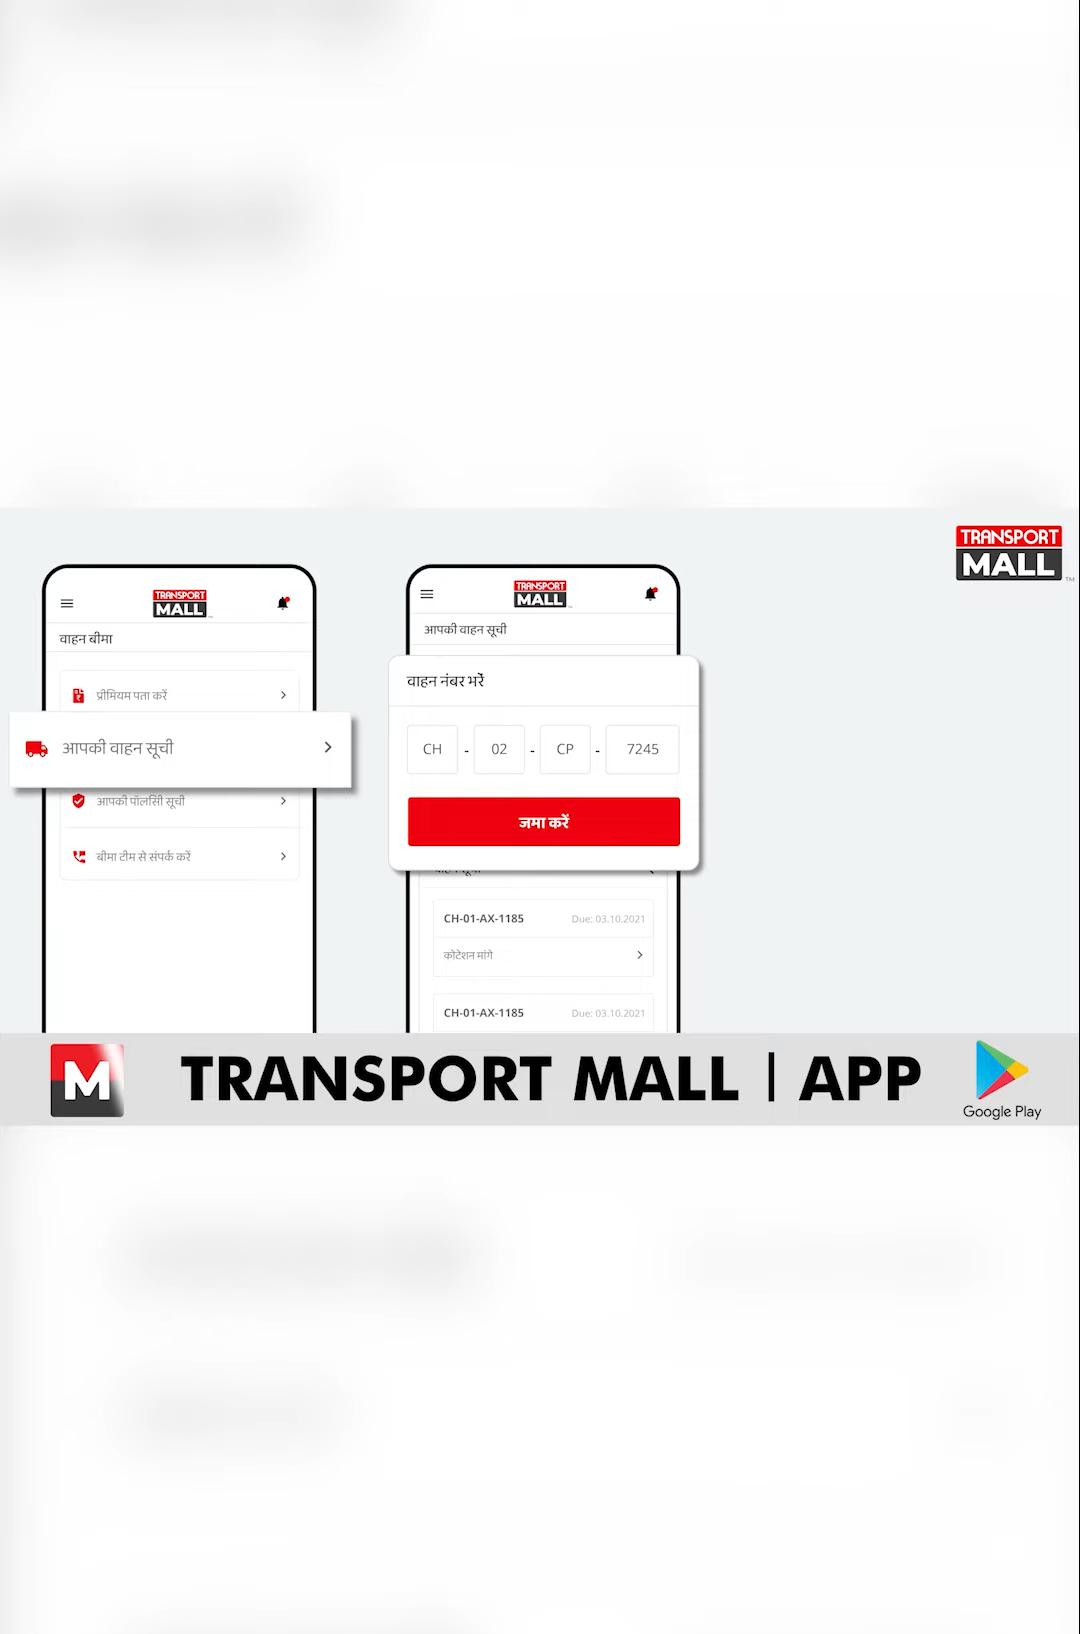 TRANSPORT
MALL
TM
TRANSPORT
MALL
वाहन बीमा
प्रीमियम पता करें
आपकी वाहन सूची
आपकी पॉलसिी सूची
बीमा टीम से संपर्क करें
TRANSPORT
MALL
आपकी वाहन सूची
वाहन नंबर भरें
CH - 02 - CP - 7245
जमा करें
CH-01-AX-1185 Due: 03.10.2021
कोटेशन मांगे
CH-01-AX-1185 Due: 03.10.2021
M TRANSPORT MALL | APP
Google Play